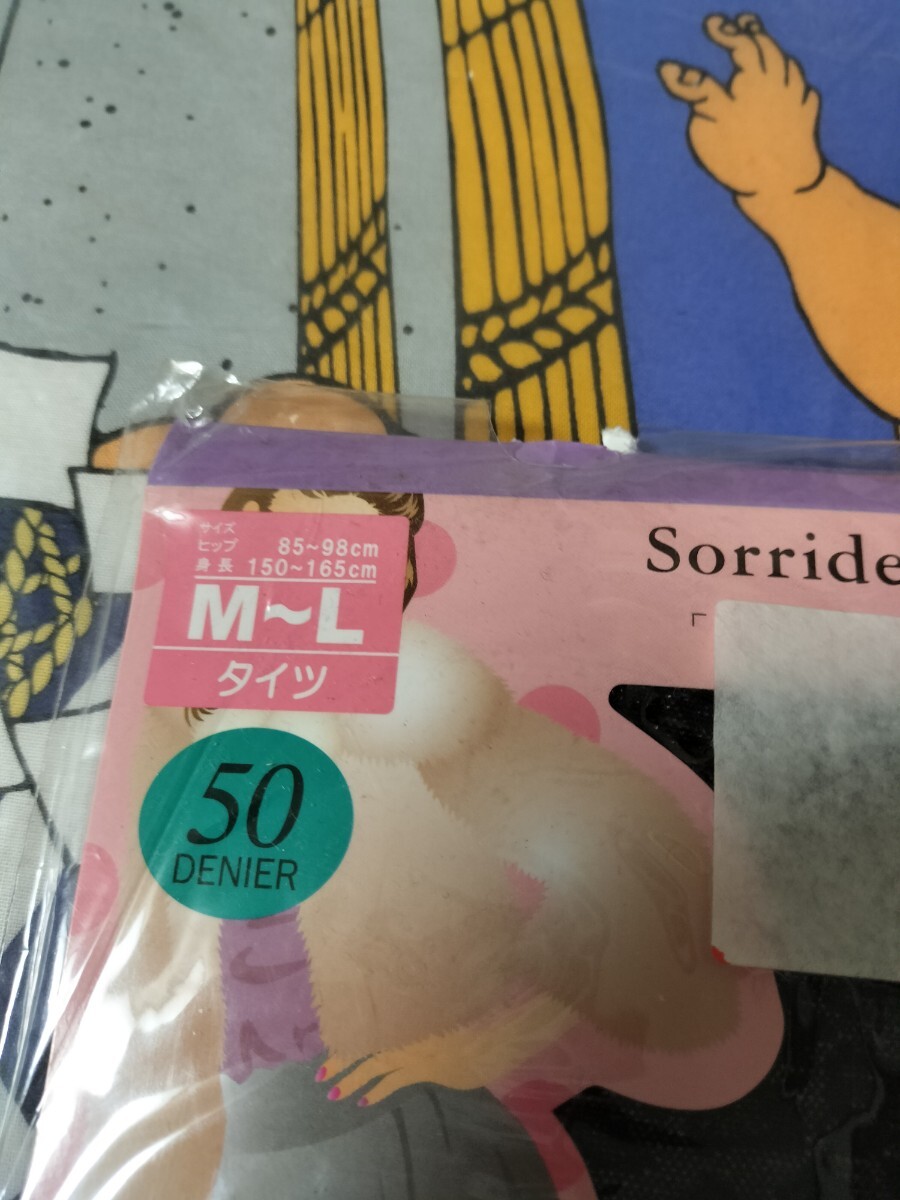 サイズ
ヒップ 85~98cm
身長 150~165cm
M~L
タイツ
50
DENIER
Sorride
「